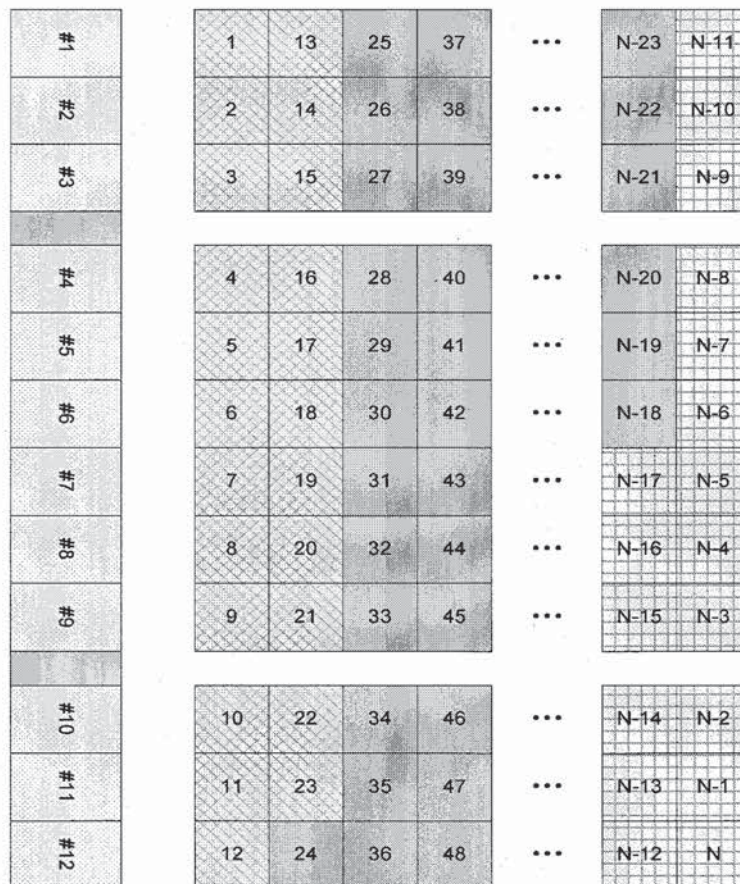 #1 1 13 25 37 ••• N-23 N-11
#2 2 14 26 38 ••• N-22 N-10
#3 3 15 27 39 ••• N-21 N-9
#4 4 16 28 40 ••• N-20 N-8
#5 5 17 29 41 ••• N-19 N-7
#6 6 18 30 42 ••• N-18 N-6
#7 7 19 31 43 ••• N-17 N-5
#8 8 20 32 44 ••• N-16 N-4
#9 9 21 33 45 ••• N-15 N-3
#10 10 22 34 46 ••• N-14 N-2
#11 11 23 35 47 ••• N-13 N-1
#12 12 24 36 48 ••• N-12 N